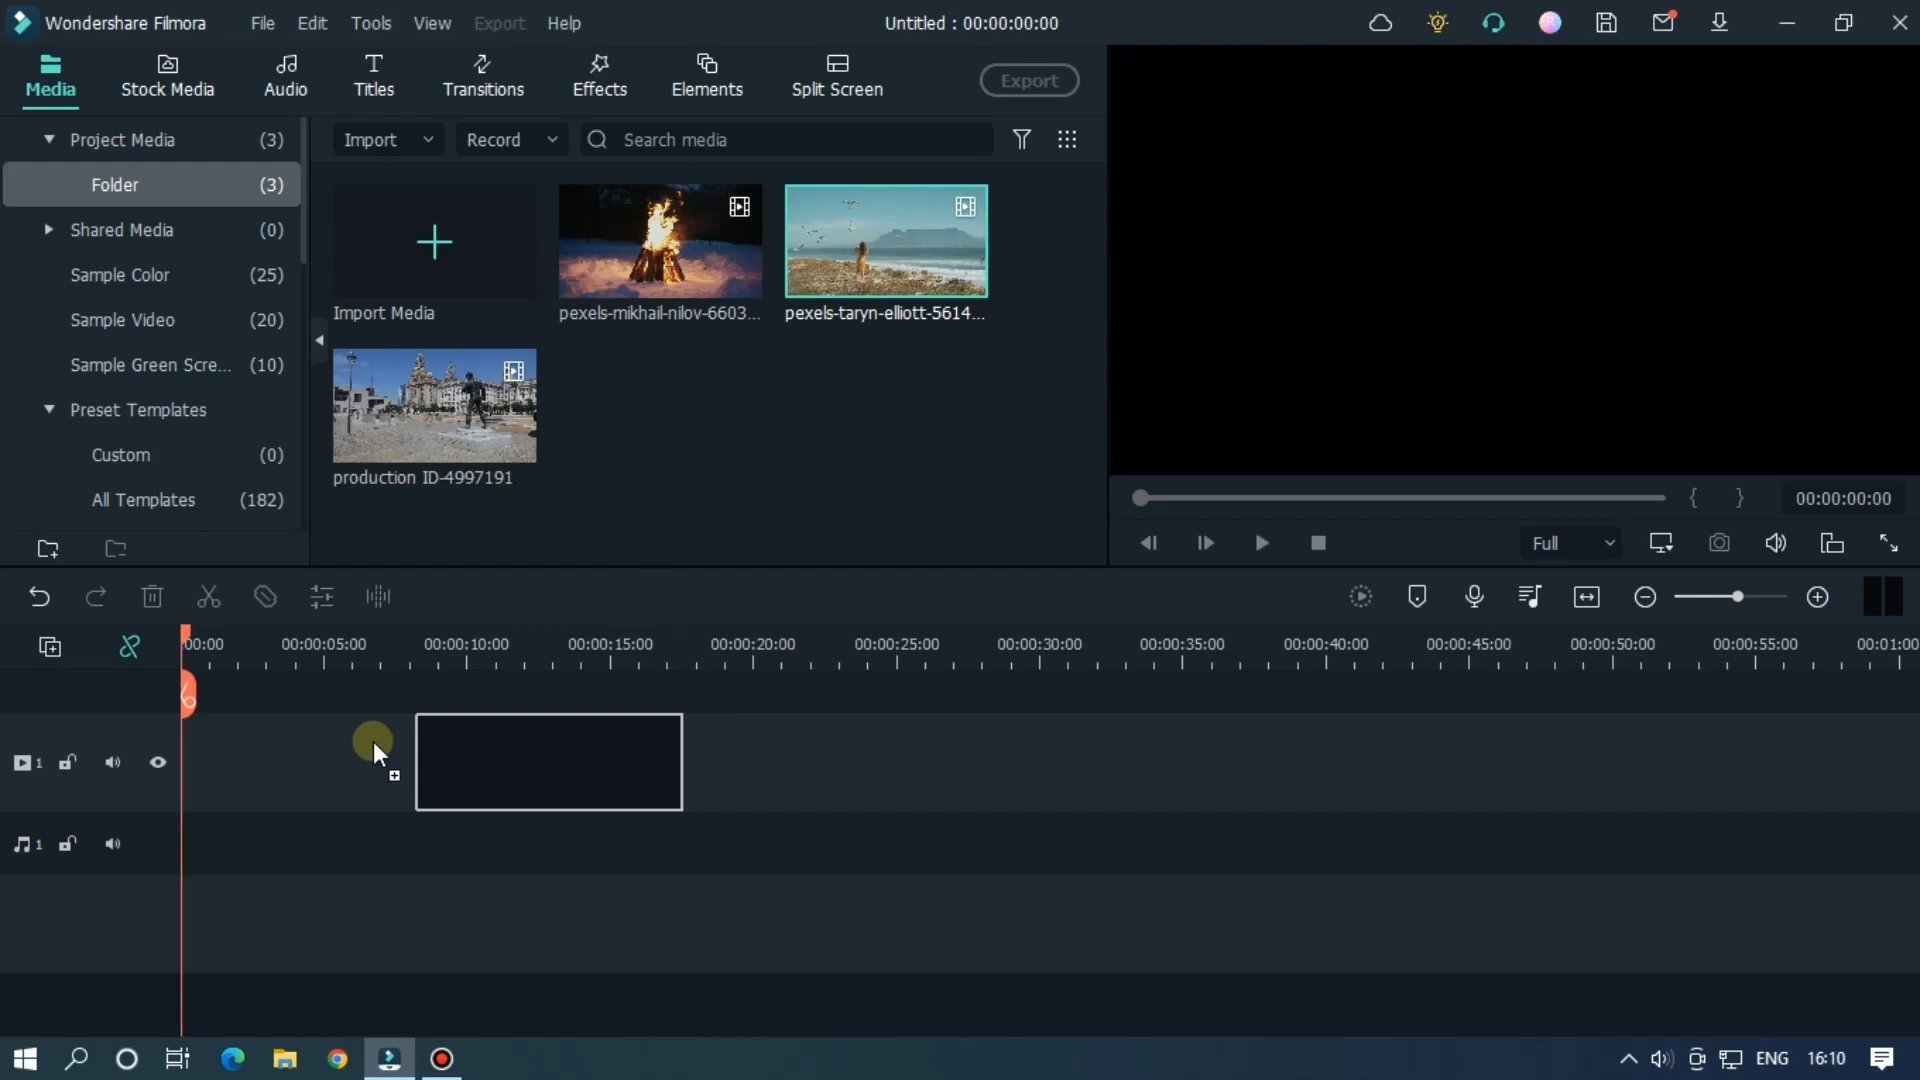 Wondershare Filmora File Edit Tools View Export Help Untitled : 00:00:00:00
Media Stock Media Audio Titles Transitions Effects Elements Split Screen Export
Project Media (3)
Folder (3)
Shared Media (0)
Sample Color (25)
Sample Video (20)
Sample Green Scre... (10)
Preset Templates
Custom (0)
All Templates (182)
Import Record Search media
Import Media pexels-mikhail-nilov-6603... pexels-taryn-elliott-5614...
production ID-4997191
{ } 00:00:00:00
Full
00:00 00:00:05:00 00:00:10:00 00:00:15:00 00:00:20:00 00:00:25:00 00:00:30:00 00:00:35:00 00:00:40:00 00:00:45:00 00:00:50:00 00:00:55:00 00:01:00
1
1
ENG 16:10